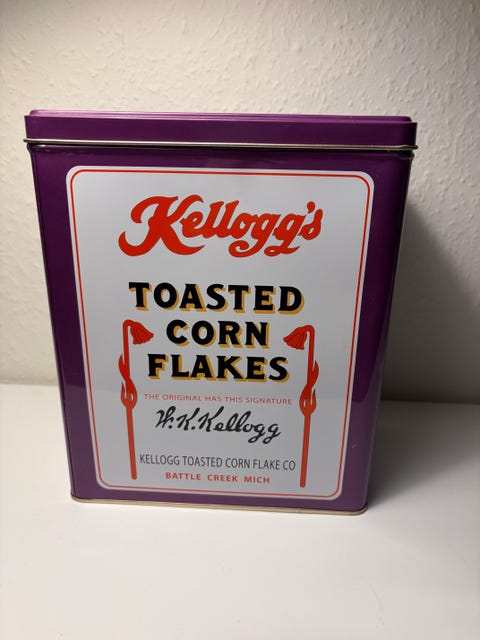 Kellogg's
TOASTED
CORN
FLAKES
THE ORIGINAL HAS THIS SIGNATURE
W.K.Kellogg
KELLOGG TOASTED CORN FLAKE CO
BATTLE CREEK MICH